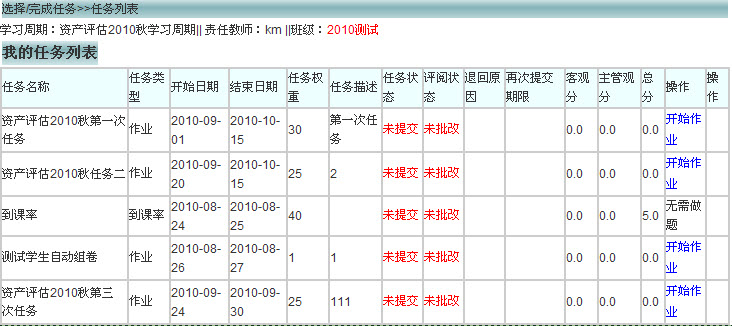 选择/完成任务>>任务列表
学习周期：资产评估2010秋学习周期|| 责任教师：km ||班级：2010测试
我的任务列表
任务名称 任务类型 开始日期 结束日期 任务权重 任务描述 任务状态 评阅状态 退回原因 再次提交期限 客观分 主管观分 总分 操作 操作
资产评估2010秋第一次任务 作业 2010-09-01 2010-10-15 30 第一次任务 未提交 未批改 0.0 0.0 0.0 开始作业
资产评估2010秋任务二 作业 2010-09-20 2010-10-15 25 2 未提交 未批改 0.0 0.0 0.0 开始作业
到课率 到课率 2010-08-24 2010-08-25 40 未提交 未批改 0.0 0.0 5.0 无需做题
测试学生自动组卷 作业 2010-08-26 2010-08-27 1 1 未提交 未批改 0.0 0.0 0.0 开始作业
资产评估2010秋第三次任务 作业 2010-09-24 2010-09-30 25 111 未提交 未批改 0.0 0.0 0.0 开始作业